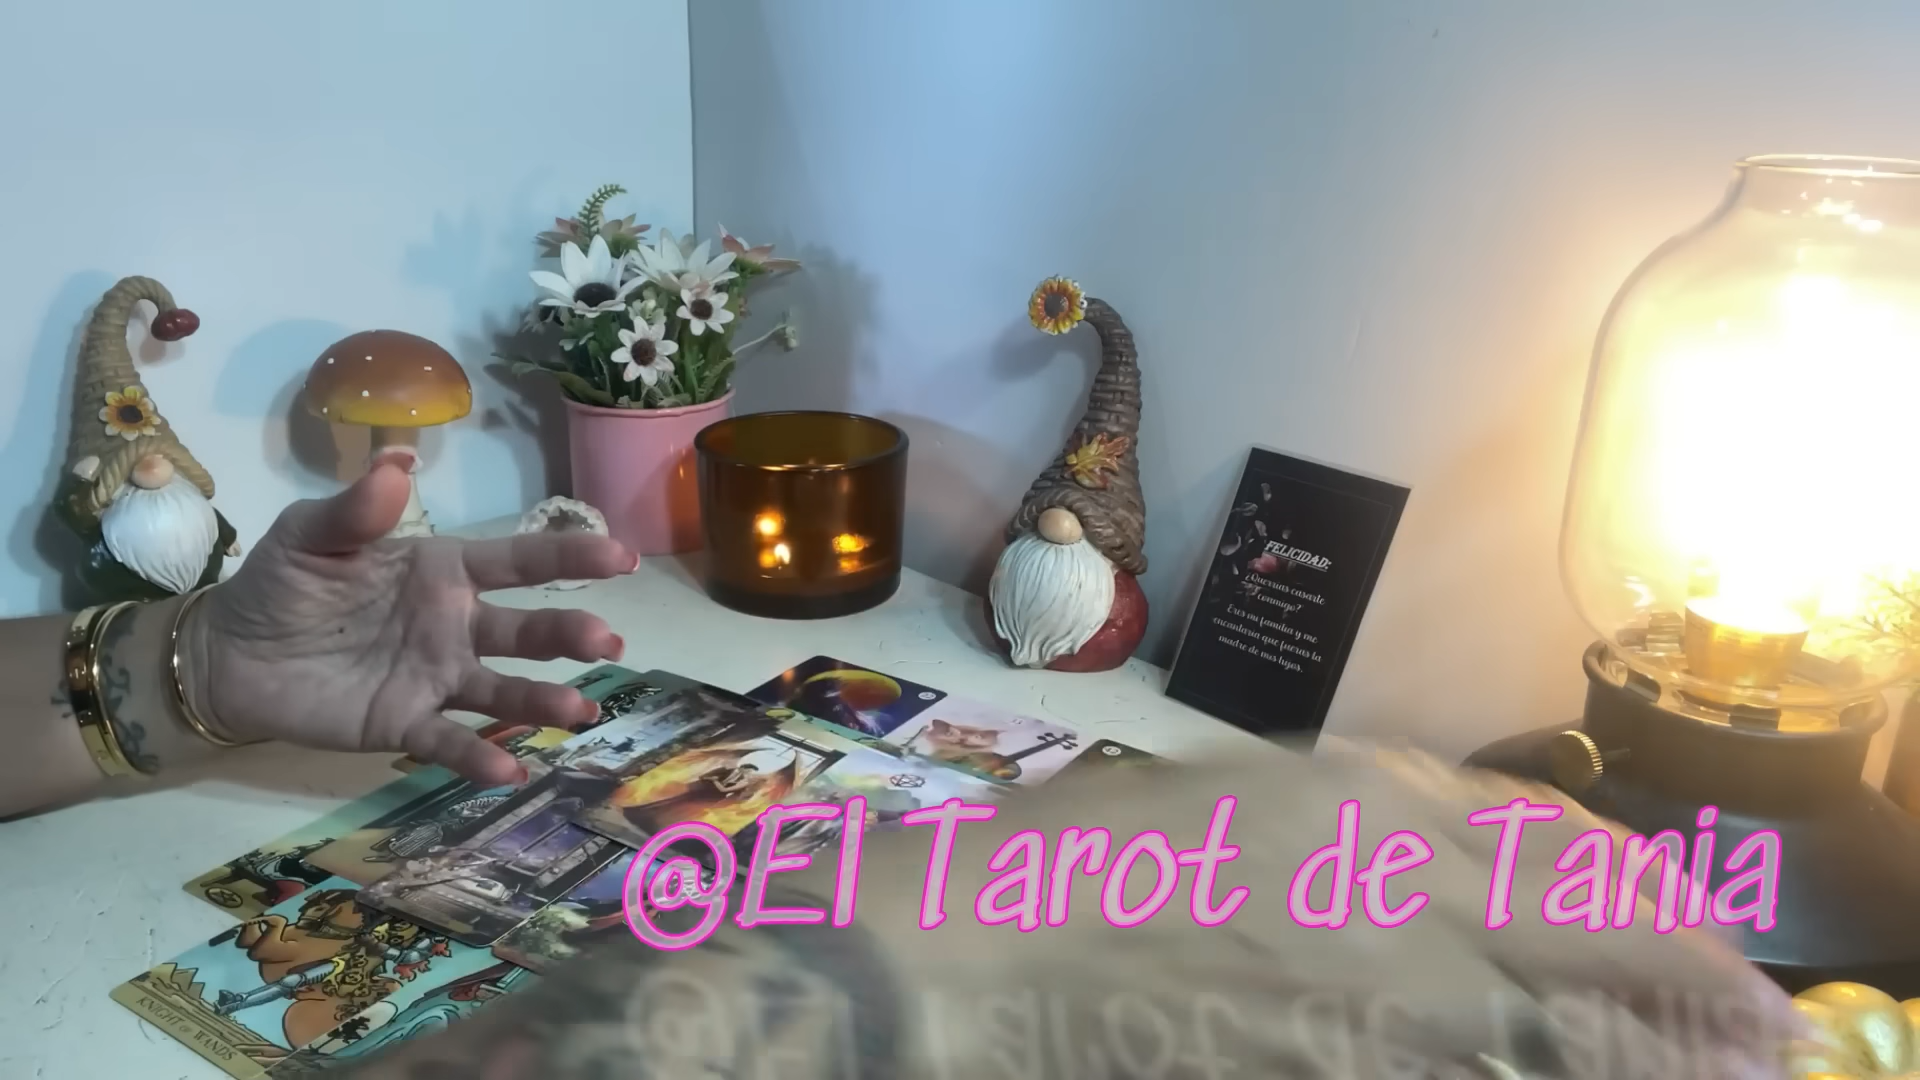 FELICIDAD:
¿Querrías casarte
conmigo?
Eres mi familia y me
encantaría que fueras la
madre de mis hijos.
@El Tarot de Tania
KNIGHT OF WANDS